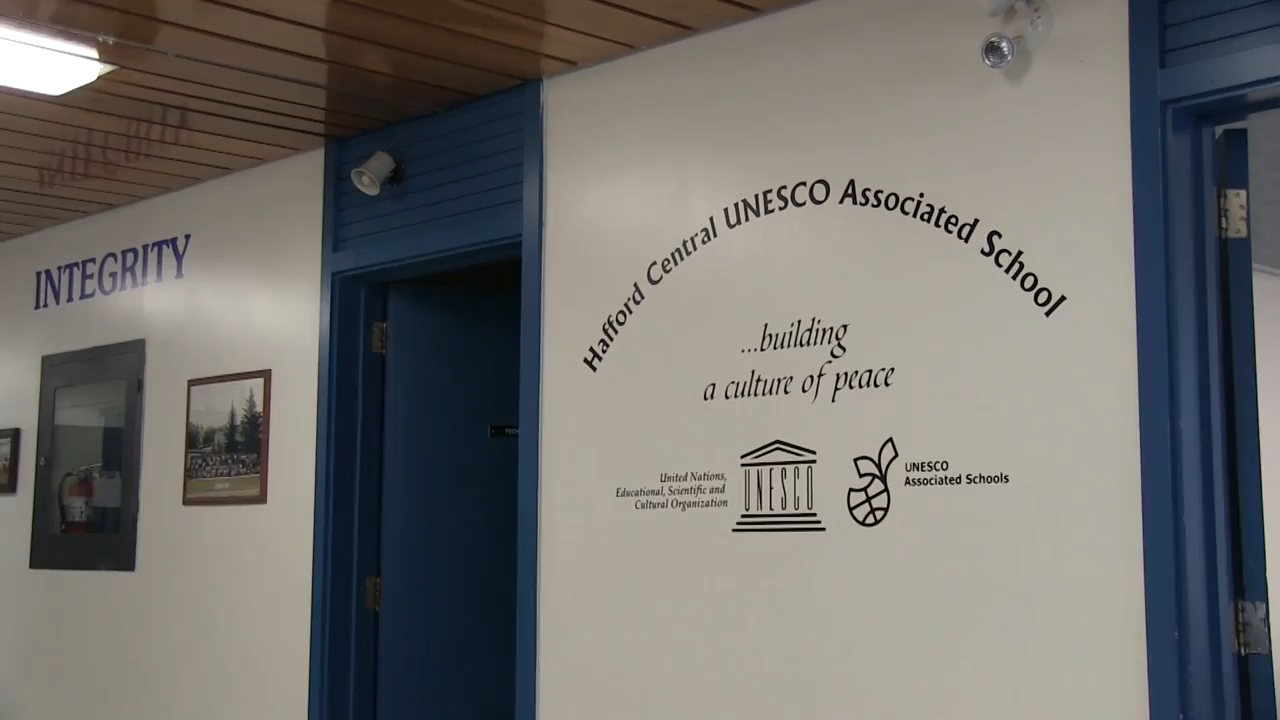 INTEGRITY
Hafford Central UNESCO Associated School
...building
a culture of peace
United Nations,
Educational, Scientific and
Cultural Organization
UNESCO
UNESCO
Associated Schools